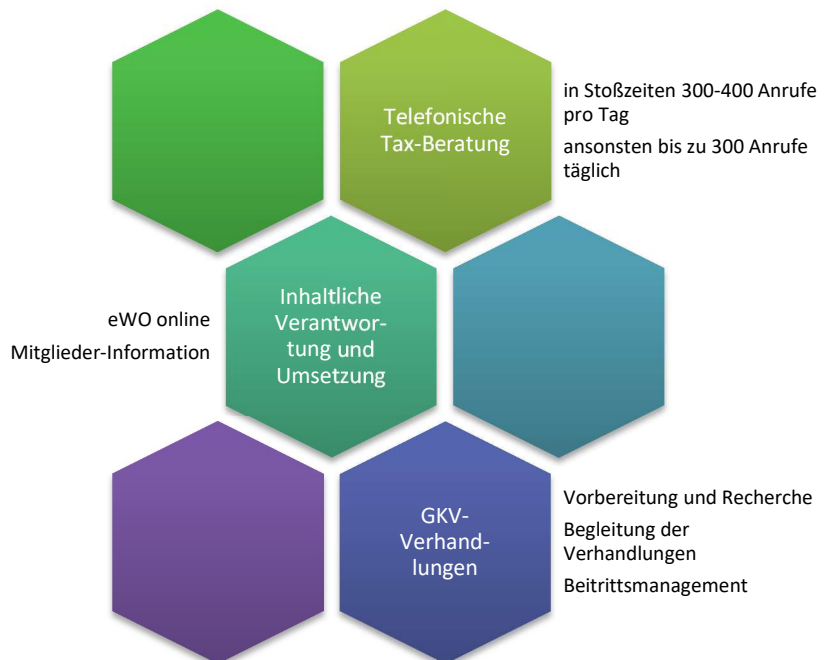 Telefonische
Tax-Beratung
in Stoßzeiten 300-400 Anrufe
pro Tag
ansonsten bis zu 300 Anrufe
täglich
eWO online
Mitglieder-Information
Inhaltliche
Verantwor-
tung und
Umsetzung
GKV-
Verhand-
lungen
Vorbereitung und Recherche
Begleitung der
Verhandlungen
Beitrittsmanagement